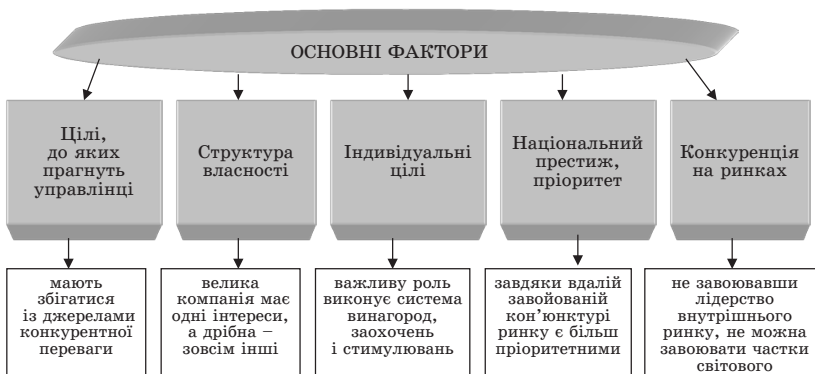 ОСНОВНІ ФАКТОРИ
Цілі,
до яких
прагнуть
управлінці
Структура
власності
Індивідуальні
цілі
Національний
престиж,
пріоритет
Конкуренція
на ринках
мають
збігатися
із джерелами
конкурентної
переваги
велика
компанія має
одні інтереси,
а дрібна –
зовсім інші
важливу роль
виконує система
винагород,
заохочень
і стимулювань
завдяки вдалій
завойованій
кон’юнктурі
ринку є більш
пріоритетними
не завоювавши
лідерство
внутрішнього
ринку, не можна
завоювати частки
світового